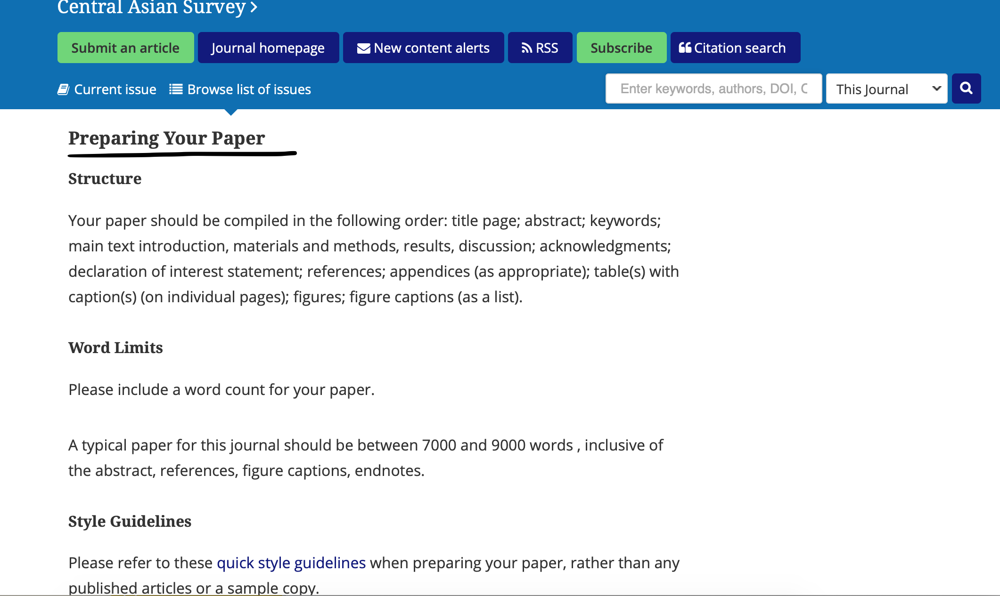 Central Asian Survey
Submit an article
Journal homepage
New content alerts
RSS
Subscribe
Citation search
Current issue
Browse list of issues
Enter keywords, authors, DOI, C
This Journal
Preparing Your Paper
Structure
Your paper should be compiled in the following order: title page; abstract; keywords;
main text introduction, materials and methods, results, discussion; acknowledgments;
declaration of interest statement; references; appendices (as appropriate); table(s) with
caption(s) (on individual pages); figures; figure captions (as a list).
Word Limits
Please include a word count for your paper.
A typical paper for this journal should be between 7000 and 9000 words , inclusive of
the abstract, references, figure captions, endnotes.
Style Guidelines
Please refer to these quick style guidelines when preparing your paper, rather than any
published articles or a sample copy.